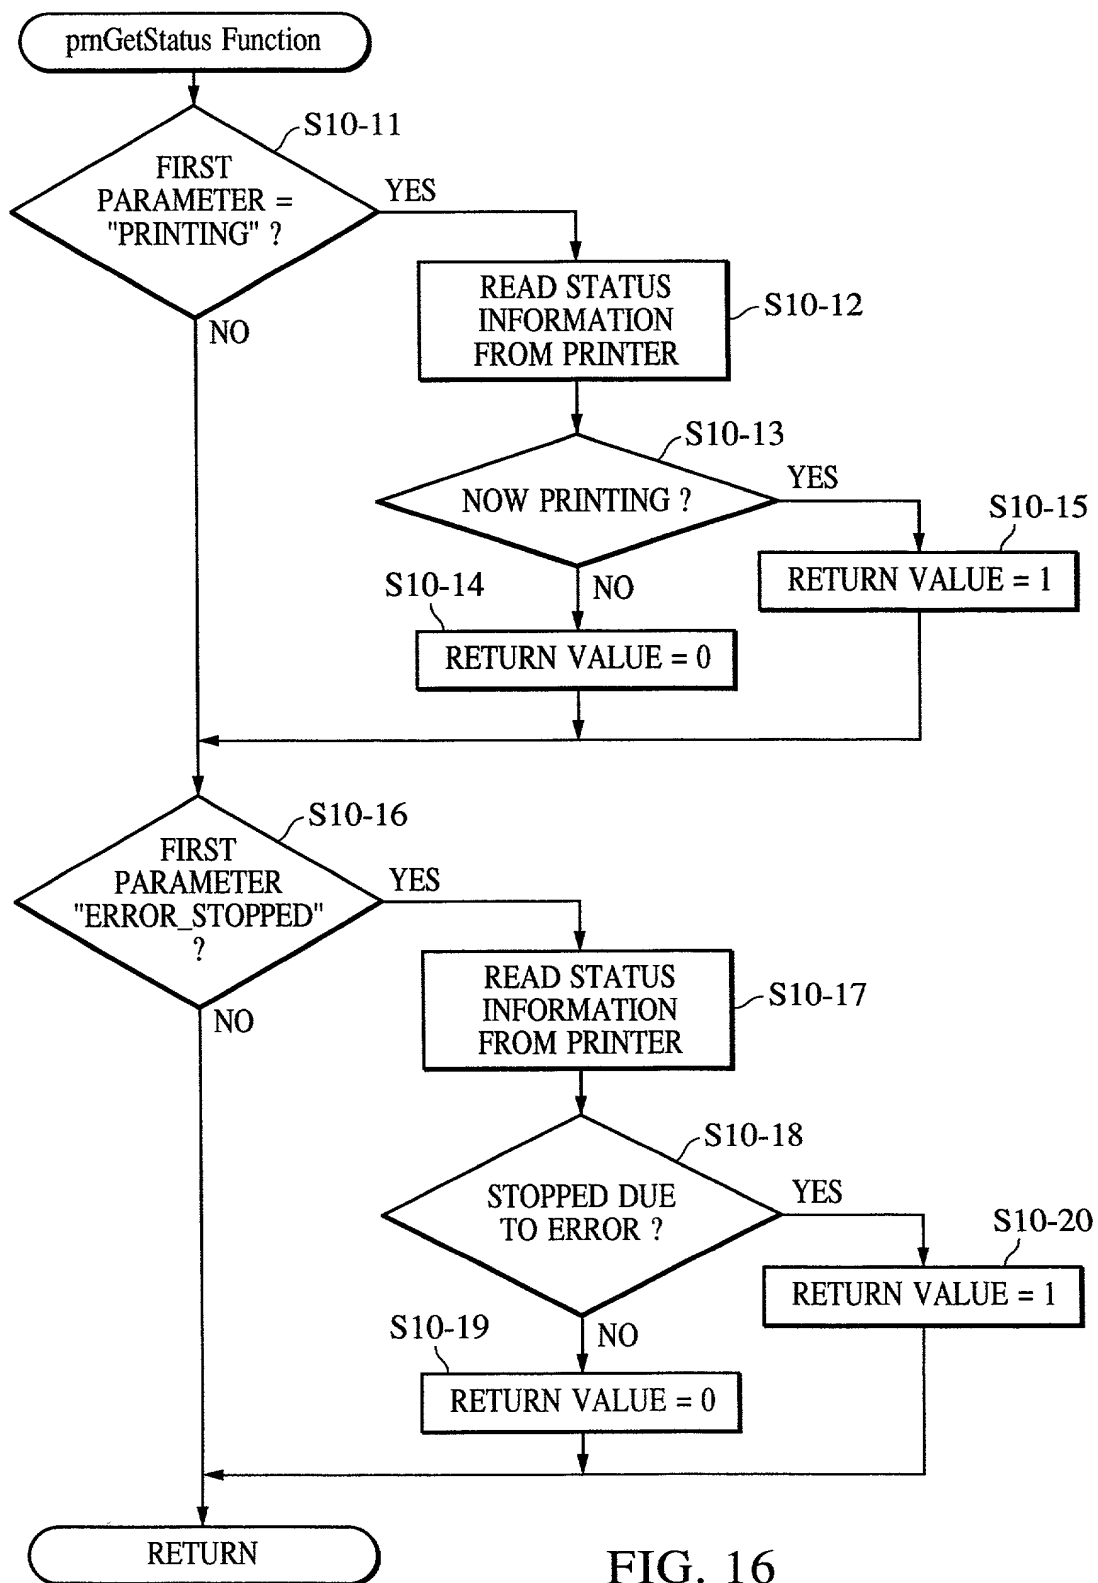 prnGetStatus Function
S10-11
FIRST
PARAMETER =
"PRINTING" ?
YES
NO
READ STATUS
INFORMATION
FROM PRINTER
S10-12
S10-13
NOW PRINTING ?
YES
NO
S10-15
RETURN VALUE = 1
S10-14
RETURN VALUE = 0
S10-16
FIRST
PARAMETER
"ERROR_STOPPED"
?
YES
NO
READ STATUS
INFORMATION
FROM PRINTER
S10-17
S10-18
STOPPED DUE
TO ERROR ?
YES
NO
S10-20
RETURN VALUE = 1
S10-19
RETURN VALUE = 0
RETURN
FIG. 16